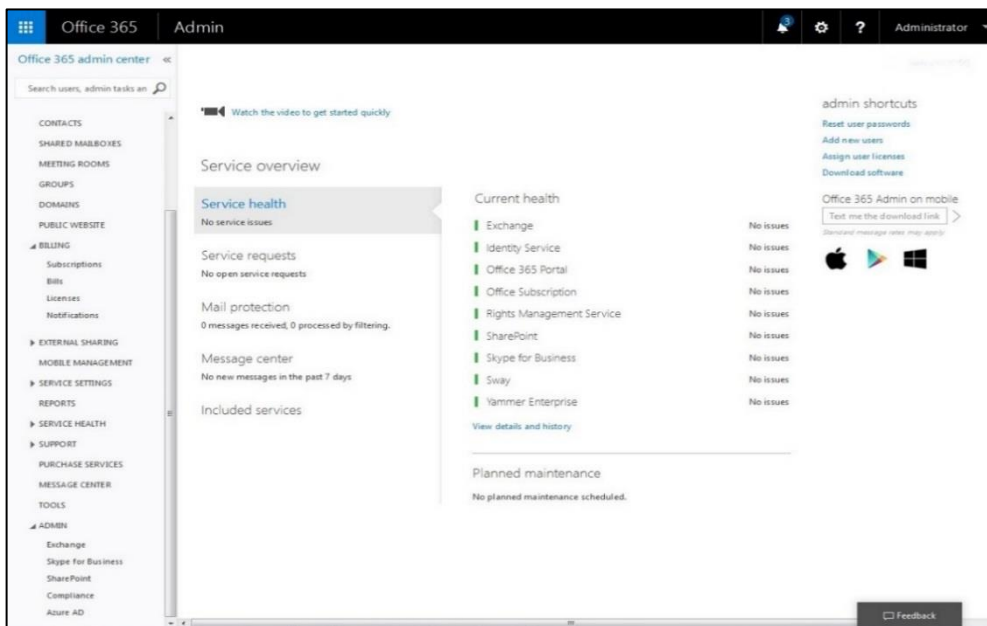 Office 365
Admin
3
?
Administrator
Office 365 admin center «
Search users, admin tasks an
CONTACTS
SHARED MAILBOXES
MEETING ROOMS
GROUPS
DOMAINS
PUBLIC WEBSITE
BILLING
Subscriptions
Bills
Licenses
Notifications
EXTERNAL SHARING
MOBILE MANAGEMENT
SERVICE SETTINGS
REPORTS
SERVICE HEALTH
SUPPORT
PURCHASE SERVICES
MESSAGE CENTER
TOOLS
ADMIN
Exchange
Skype for Business
SharePoint
Compliance
Azure AD
Watch the video to get started quickly
Service overview
Service health
No service issues
Service requests
No open service requests
Mail protection
0 messages received, 0 processed by filtering.
Message center
No new messages in the past 7 days
Included services
Current health
Exchange No issues
Identity Service No issues
Office 365 Portal No issues
Office Subscription No issues
Rights Management Service No issues
SharePoint No issues
Skype for Business No issues
Sway No issues
Yammer Enterprise No issues
View details and history
Planned maintenance
No planned maintenance scheduled.
admin shortcuts
Reset user passwords
Add new users
Assign user licenses
Download software
Office 365 Admin on mobile
Text me the download link
Standard message rates may apply.
Feedback